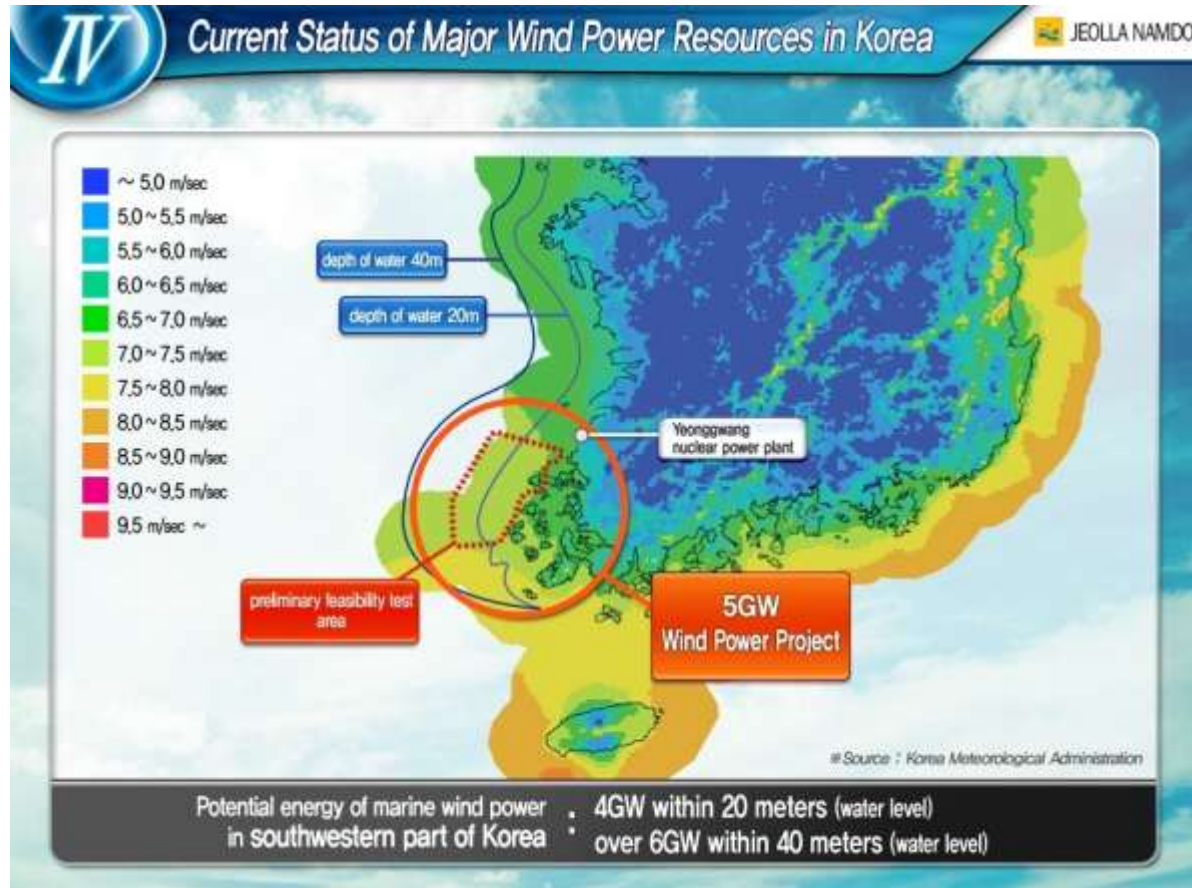 IV
Current Status of Major Wind Power Resources in Korea
JEOLLA NAMDO
~ 5.0 m/sec
5.0 ~ 5.5 m/sec
5.5 ~ 6.0 m/sec
6.0 ~ 6.5 m/sec
6.5 ~ 7.0 m/sec
7.0 ~ 7.5 m/sec
7.5 ~ 8.0 m/sec
8.0 ~ 8.5 m/sec
8.5 ~ 9.0 m/sec
9.0 ~ 9.5 m/sec
9.5 m/sec ~
depth of water 40m
depth of water 20m
Yeonggwang
nuclear power plant
preliminary feasibility test
area
5GW
Wind Power Project
※Source : Korea Meteorological Administration
Potential energy of marine wind power
in southwestern part of Korea
:
4GW within 20 meters (water level)
over 6GW within 40 meters (water level)